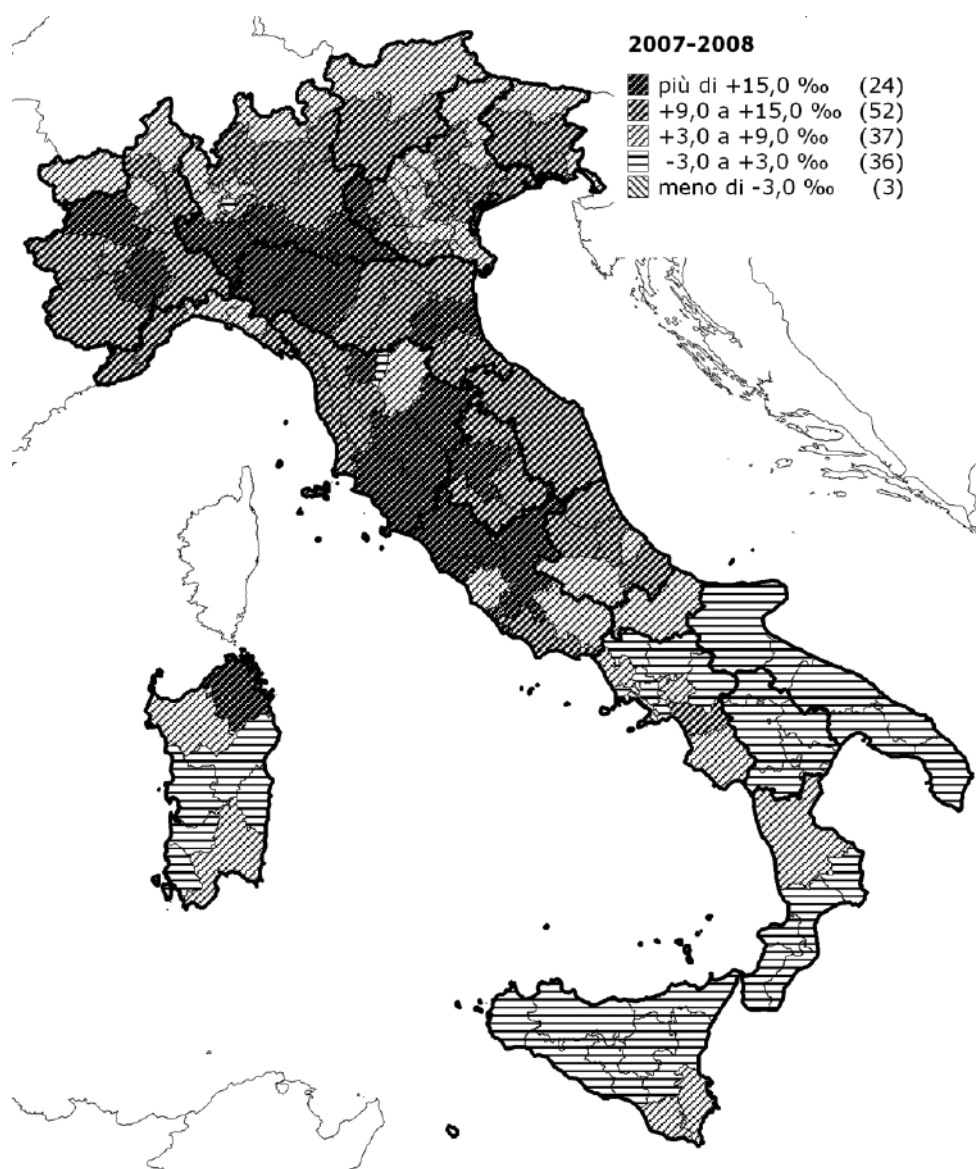 2007-2008
più di +15,0 ‰ (24)
+9,0 a +15,0 ‰ (52)
+3,0 a +9,0 ‰ (37)
-3,0 a +3,0 ‰ (36)
meno di -3,0 ‰ (3)